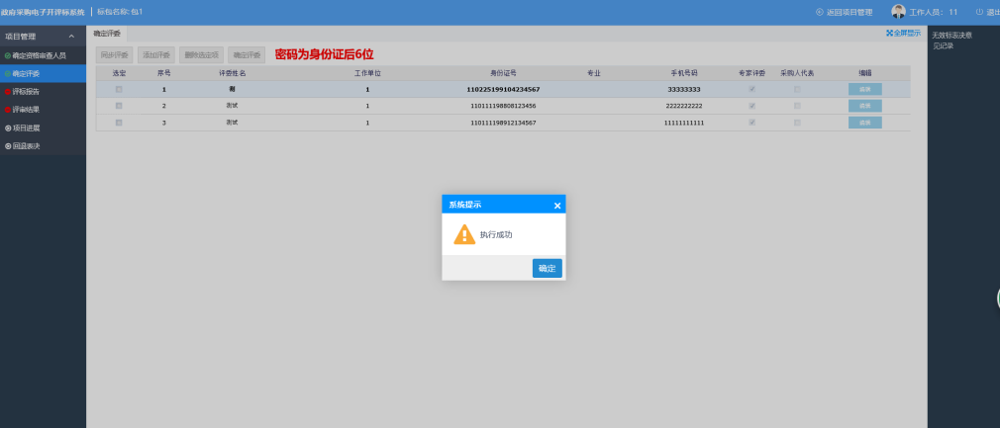 政府采购电子开评标系统 | 标包名称:包1
返回项目管理 工作人员： 11 退出
项目管理
确定资格审查人员
确定评委
评标报告
评审结果
项目进展
回退表决
确定评委
全屏显示
同步评委 添加评委 删除选定项 确定评委 密码为身份证后6位
选定 序号 评委姓名 工作单位 身份证号 专业 手机号码 专家评委 采购人代表 编辑
1 测 1 110225199104234567 33333333
2 测试 1 110111198808123456 2222222222
3 测试 1 110111198912134567 11111111111
系统提示 ×
执行成功
确定
无效标表决意
见记录